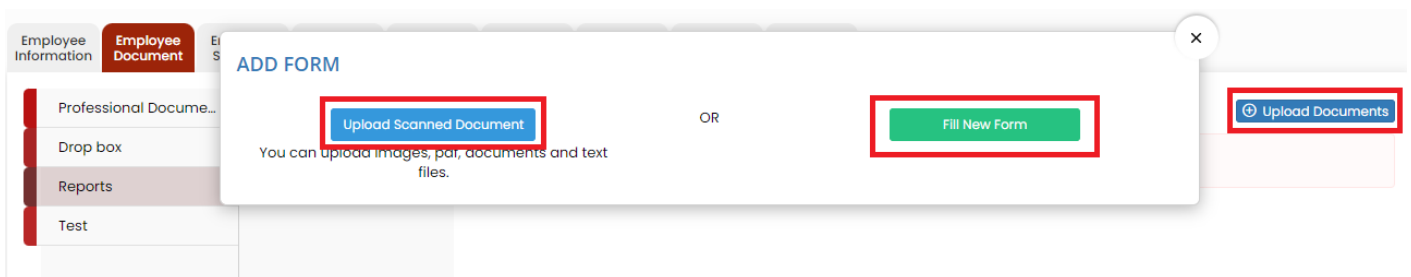 Employee
Information
Employee
Document
ADD FORM
Upload Scanned Document
You can upload images, pdf, documents and text
files.
OR
Fill New Form
Upload Documents
Professional Docume...
Drop box
Reports
Test